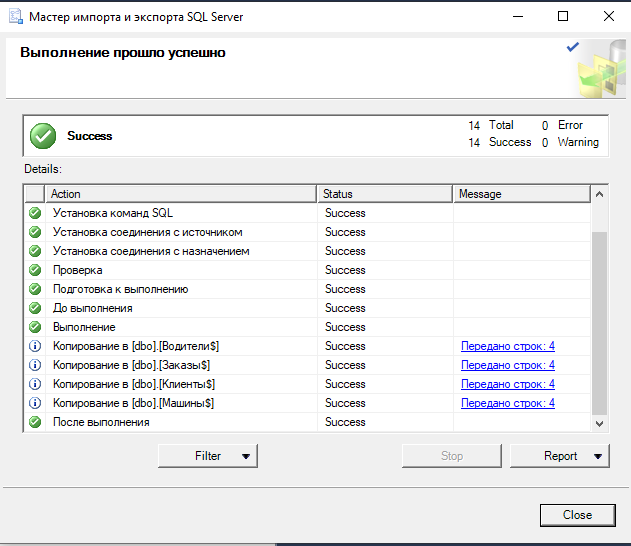 Мастер импорта и экспорта SQL Server
Выполнение прошло успешно
Success
14 Total 0 Error
14 Success 0 Warning
Details:
Action Status Message
Установка команд SQL Success
Установка соединения с источником Success
Установка соединения с назначением Success
Проверка Success
Подготовка к выполнению Success
До выполнения Success
Выполнение Success
Копирование в [dbo].[Водители$] Success Передано строк: 4
Копирование в [dbo].[Заказы$] Success Передано строк: 4
Копирование в [dbo].[Клиенты$] Success Передано строк: 4
Копирование в [dbo].[Машины$] Success Передано строк: 4
После выполнения Success
Filter Stop Report
Close